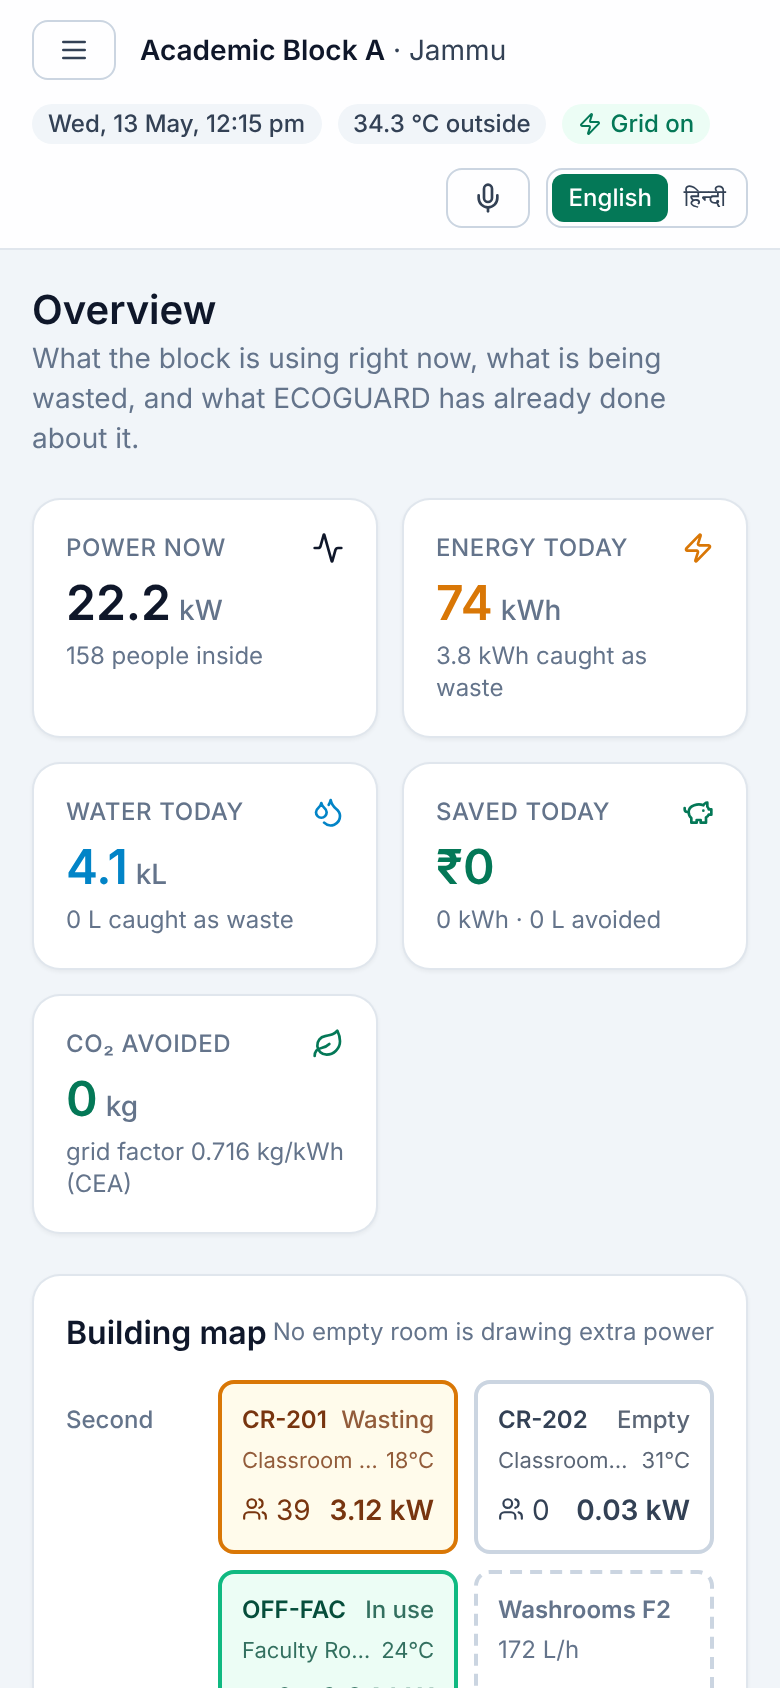 Academic Block A · Jammu
Wed, 13 May, 12:15 pm
34.3 °C outside
Grid on
English
हिन्दी
Overview
What the block is using right now, what is being
wasted, and what ECOGUARD has already done
about it.
POWER NOW
22.2 kW
158 people inside
ENERGY TODAY
74 kWh
3.8 kWh caught as
waste
WATER TODAY
4.1 kL
0 L caught as waste
SAVED TODAY
₹0
0 kWh · 0 L avoided
CO₂ AVOIDED
0 kg
grid factor 0.716 kg/kWh
(CEA)
Building map No empty room is drawing extra power
Second
CR-201 Wasting
Classroom ... 18°C
39 3.12 kW
CR-202 Empty
Classroom... 31°C
0 0.03 kW
OFF-FAC In use
Faculty Ro... 24°C
Washrooms F2
172 L/h